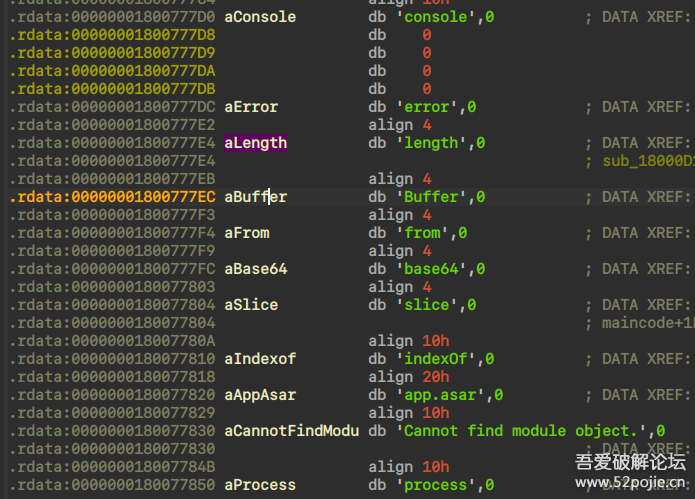 align 10h
.rdata:00000001800777D0 aConsole db 'console',0 ; DATA XREF:
.rdata:00000001800777D8 db 0
.rdata:00000001800777D9 db 0
.rdata:00000001800777DA db 0
.rdata:00000001800777DB db 0
.rdata:00000001800777DC aError db 'error',0 ; DATA XREF:
.rdata:00000001800777E2 align 4
.rdata:00000001800777E4 aLength db 'length',0 ; DATA XREF:
.rdata:00000001800777E4 ; sub_18000D1
.rdata:00000001800777EB align 4
.rdata:00000001800777EC aBuffer db 'Buffer',0 ; DATA XREF:
.rdata:00000001800777F3 align 4
.rdata:00000001800777F4 aFrom db 'from',0 ; DATA XREF:
.rdata:00000001800777F9 align 4
.rdata:00000001800777FC aBase64 db 'base64',0 ; DATA XREF:
.rdata:0000000180077803 align 4
.rdata:0000000180077804 aSlice db 'slice',0 ; DATA XREF:
.rdata:0000000180077804 ; maincode+1
.rdata:000000018007780A align 10h
.rdata:0000000180077810 aIndexof db 'indexOf',0 ; DATA XREF:
.rdata:0000000180077818 align 20h
.rdata:0000000180077820 aAppAsar db 'app.asar',0 ; DATA XREF:
.rdata:0000000180077829 align 10h
.rdata:0000000180077830 aCannotFindModu db 'Cannot find module object.',0
.rdata:0000000180077830 ; DATA XREF:
.rdata:000000018007784B align 10h
.rdata:0000000180077850 aProcess db 'process',0 ; DATA XREF:
吾爱破解论坛
www.52pojie.cn